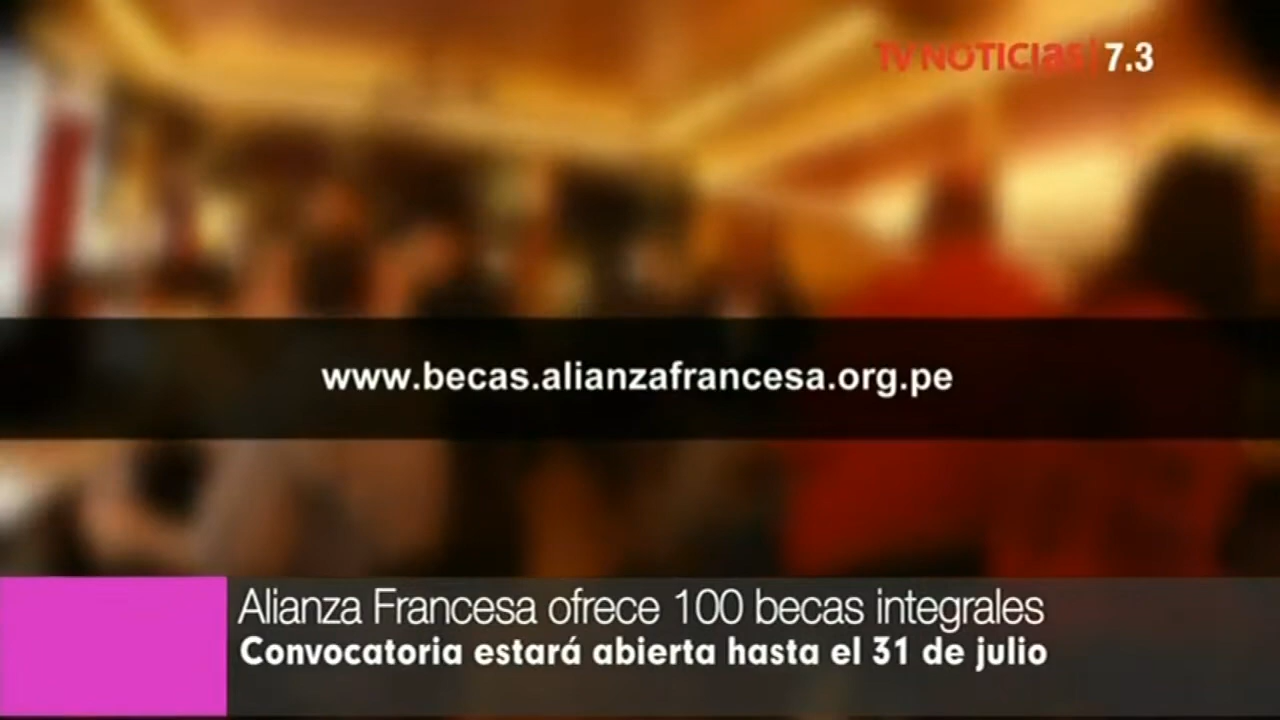 TV NOTICIAS| 7.3
www.becas.alianzafrancesa.org.pe
Alianza Francesa ofrece 100 becas integrales
Convocatoria estará abierta hasta el 31 de julio